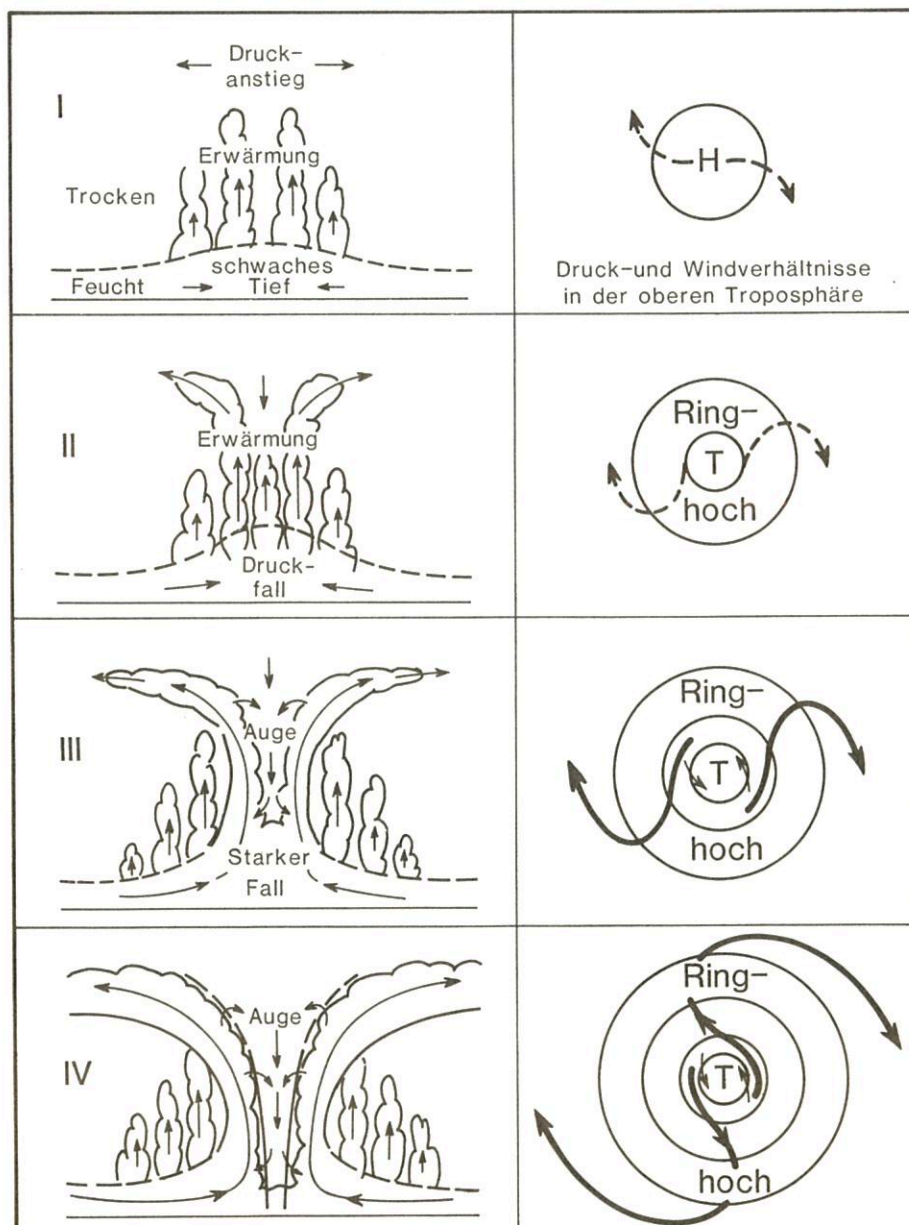 I
Druck-
anstieg
Erwärmung
Trocken
schwaches
Feucht Tief
H
Druck-und Windverhältnisse
in der oberen Troposphäre
II
Erwärmung
Druck-
fall
Ring-
T
hoch
III
Auge
Starker
Fall
Ring-
T
hoch
IV
Auge
Ring-
T
hoch